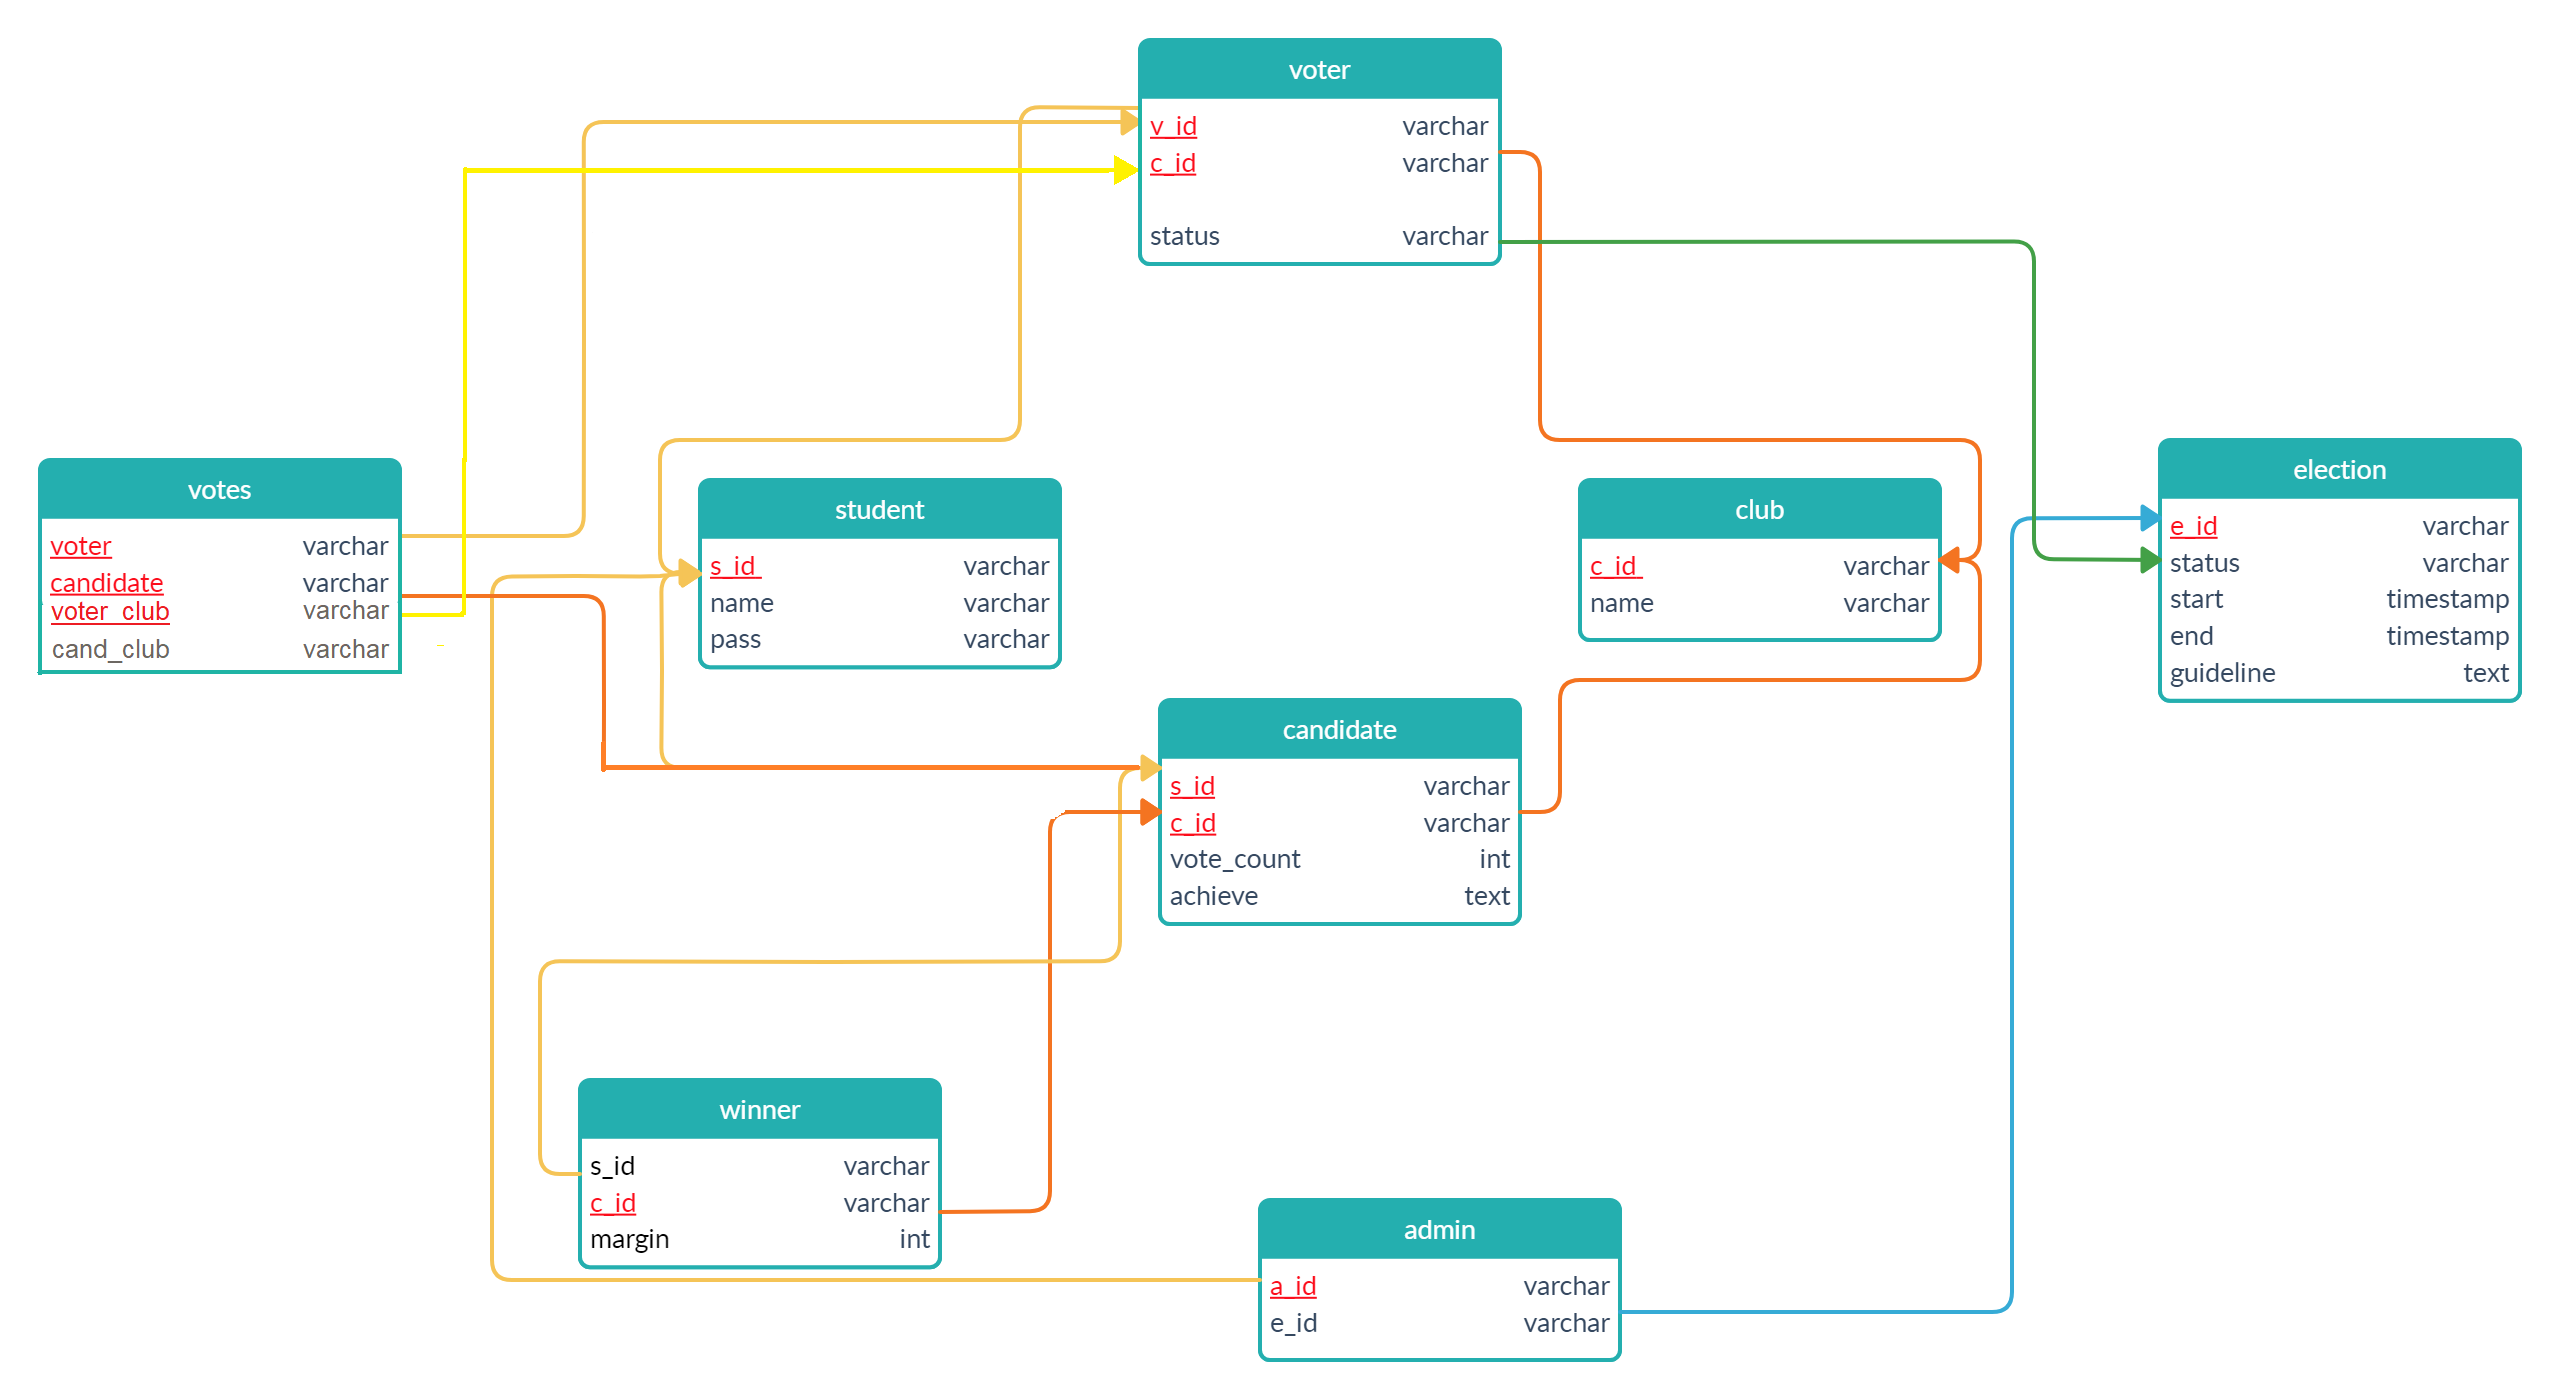 voter
v_id varchar
c_id varchar
status varchar
votes
voter varchar
candidate varchar
voter_club varchar
cand_club varchar
student
s_id varchar
name varchar
pass varchar
club
c_id varchar
name varchar
election
e_id varchar
status varchar
start timestamp
end timestamp
guideline text
candidate
s_id varchar
c_id varchar
vote_count int
achieve text
winner
s_id varchar
c_id varchar
margin int
admin
a_id varchar
e_id varchar